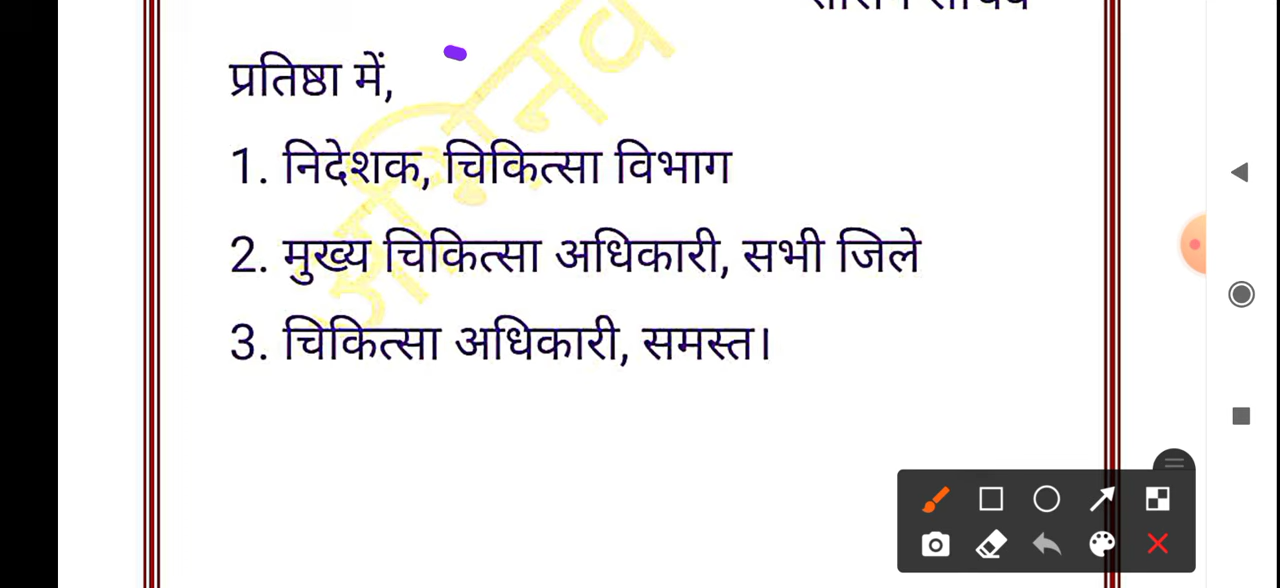 प्रतिष्ठा में,
1. निदेशक, चिकित्सा विभाग
2. मुख्य चिकित्सा अधिकारी, सभी जिले
3. चिकित्सा अधिकारी, समस्त।